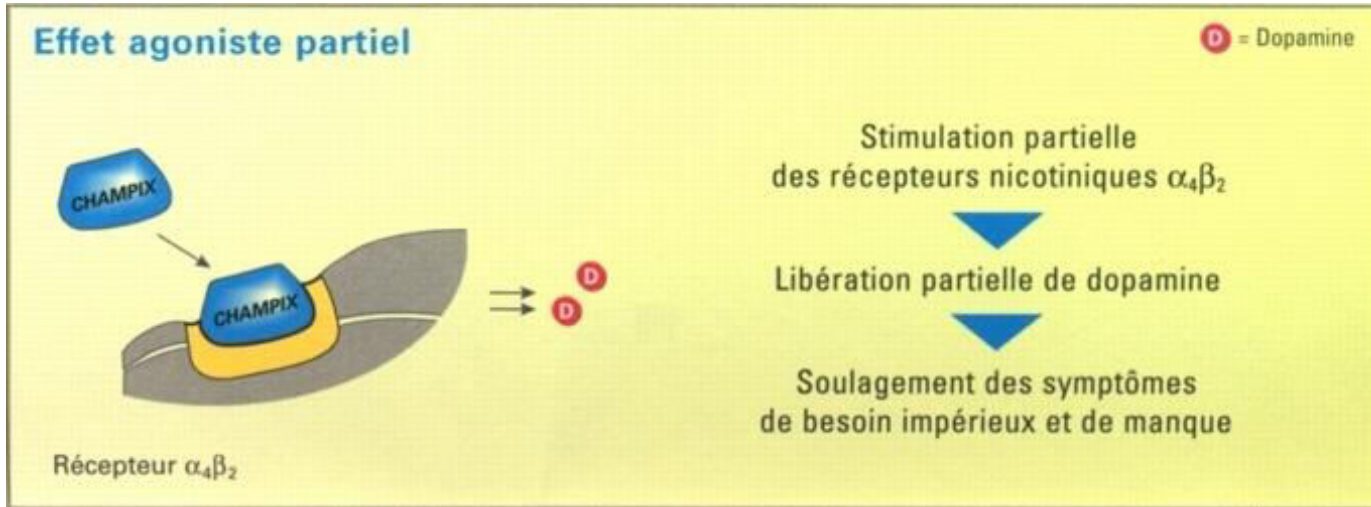 Effet agoniste partiel
D = Dopamine
CHAMPIX
CHAMPIX
D
D
Récepteur α₄β₂
Stimulation partielle
des récepteurs nicotiniques α₄β₂
Libération partielle de dopamine
Soulagement des symptômes
de besoin impérieux et de manque